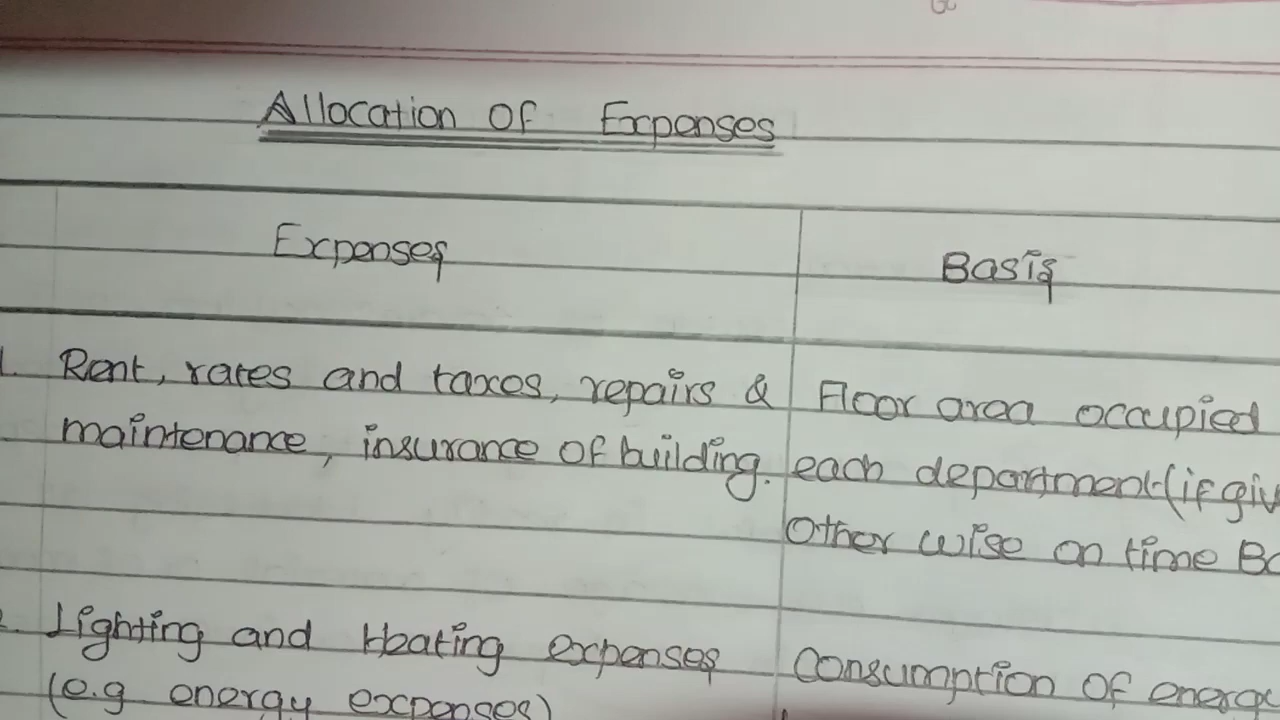 Allocation Of Expenses
Expenses
Basis
1. Rent, rates and taxes, repairs & Floor area occupied
maintenance, insurance of building. each department (if
Other wise on time
Lighting and Heating expenses Consumption of
(e.g energy expenses)